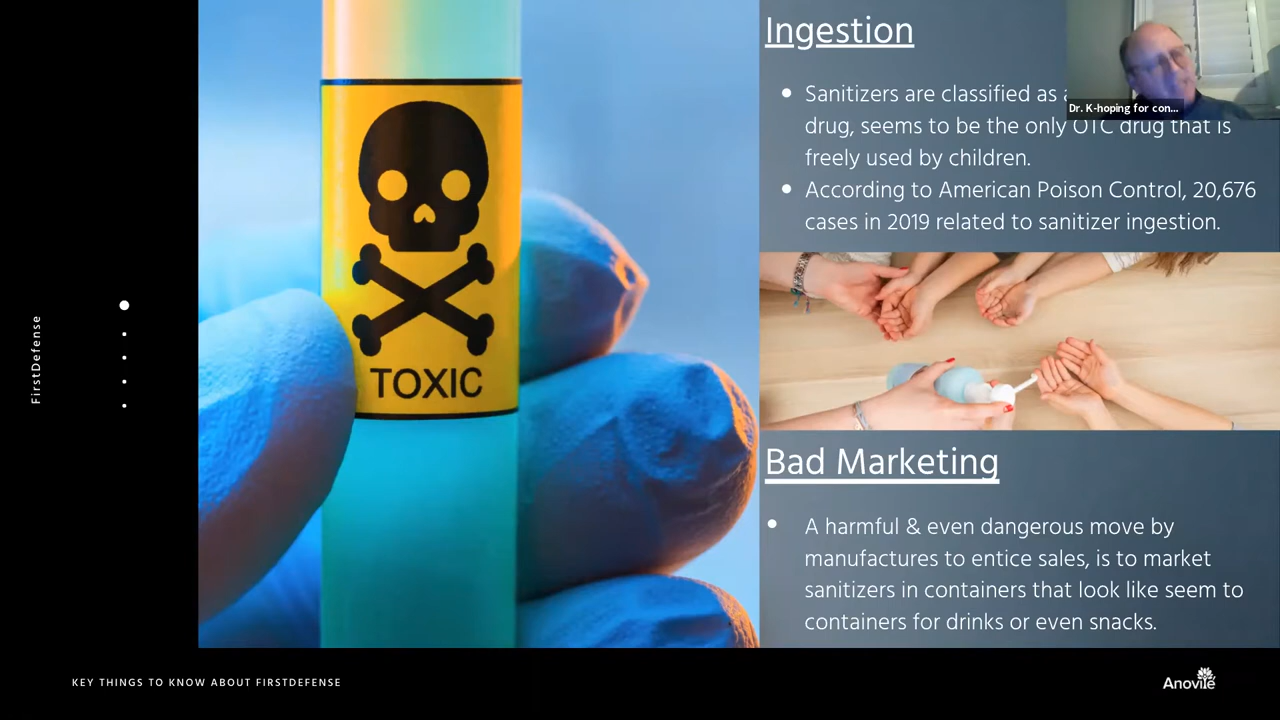 Ingestion
Sanitizers are classified as
Dr. K-hoping for con...
drug, seems to be the only OTC drug that is
freely used by children.
According to American Poison Control, 20,676
cases in 2019 related to sanitizer ingestion.
TOXIC
FirstDefense
Bad Marketing
A harmful & even dangerous move by
manufactures to entice sales, is to market
sanitizers in containers that look like seem to
containers for drinks or even snacks.
KEY THINGS TO KNOW ABOUT FIRSTDEFENSE
Anovite